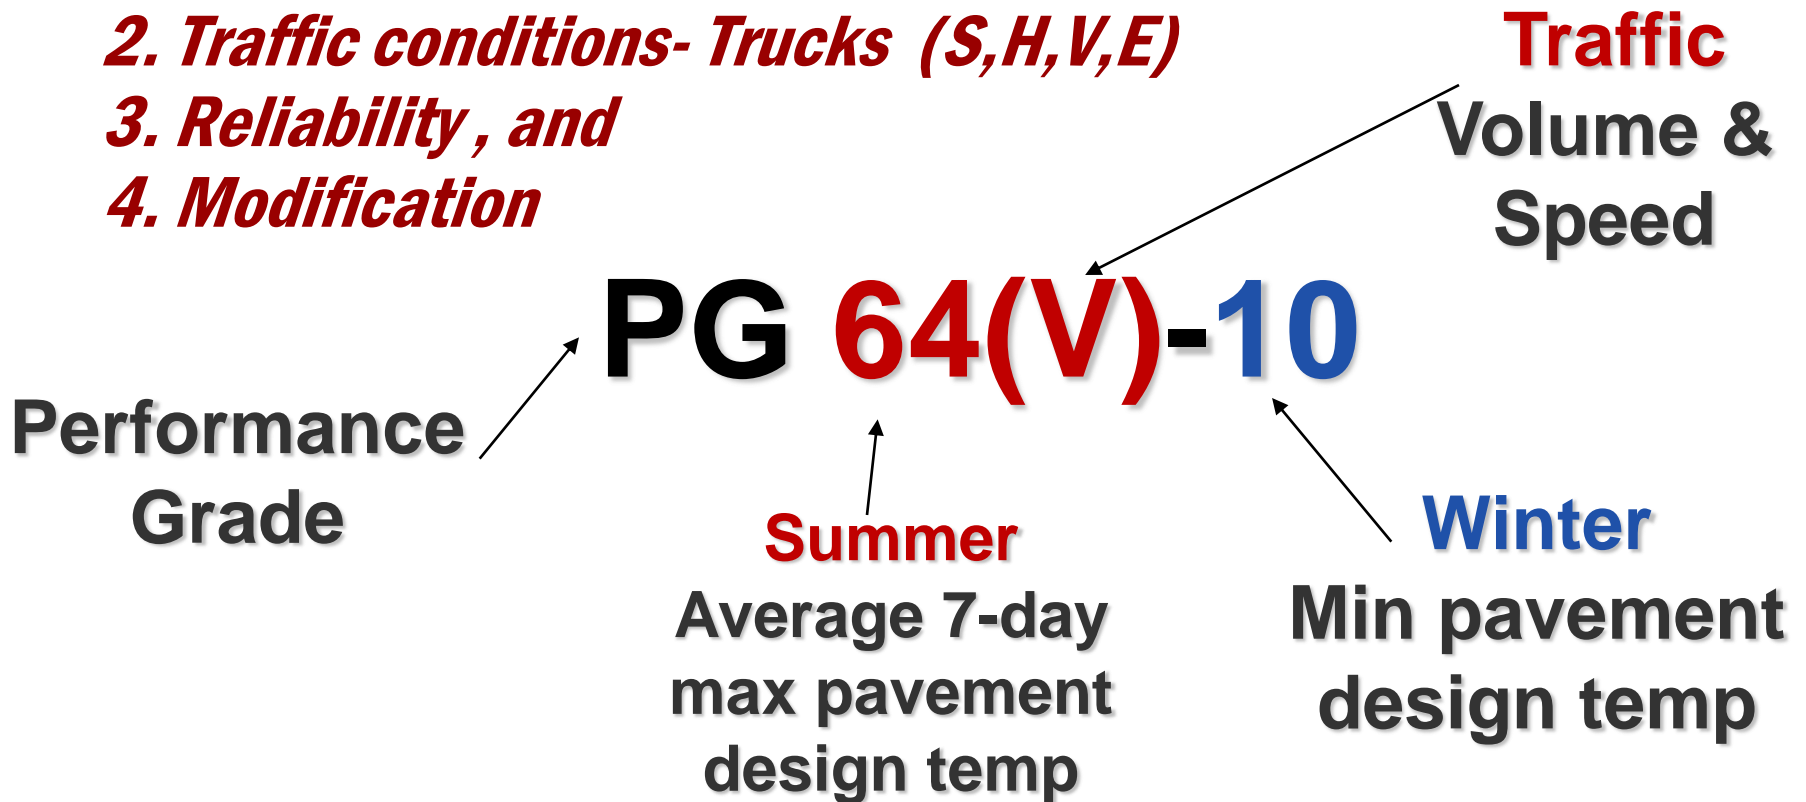 2. Traffic conditions- Trucks (S,H,V,E)
3. Reliability , and
4. Modification
Traffic
Volume &
Speed
PG 64(V)-10
Performance
Grade
Summer
Average 7-day
max pavement
design temp
Winter
Min pavement
design temp